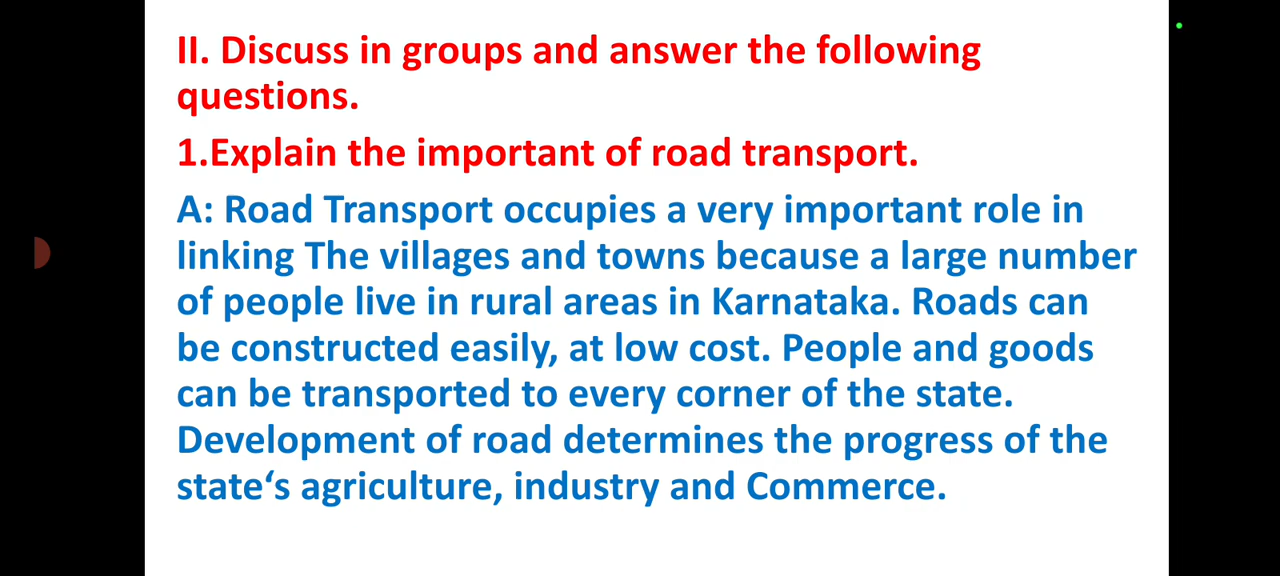 II. Discuss in groups and answer the following
questions.
1.Explain the important of road transport.
A: Road Transport occupies a very important role in
linking The villages and towns because a large number
of people live in rural areas in Karnataka. Roads can
be constructed easily, at low cost. People and goods
can be transported to every corner of the state.
Development of road determines the progress of the
state‘s agriculture, industry and Commerce.